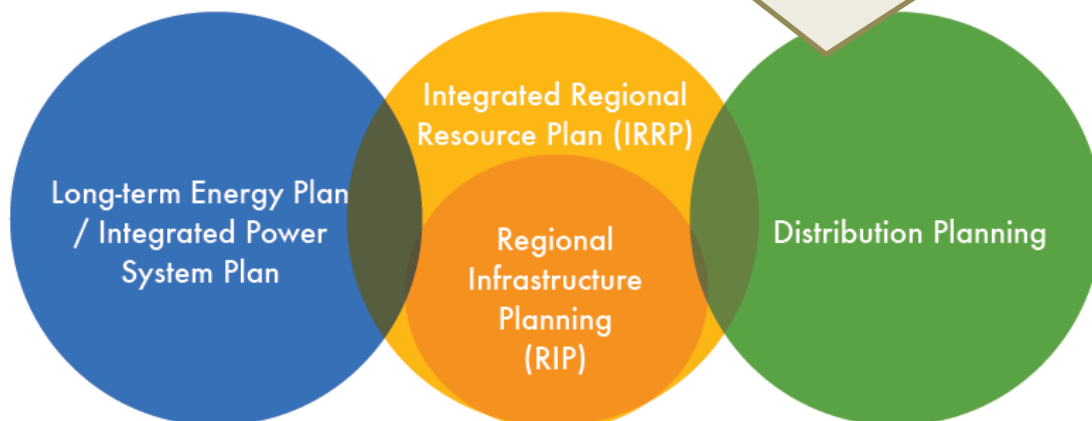 Long-term Energy Plan
/ Integrated Power
System Plan
Integrated Regional
Resource Plan (IRRP)
Regional
Infrastructure
Planning
(RIP)
Distribution Planning